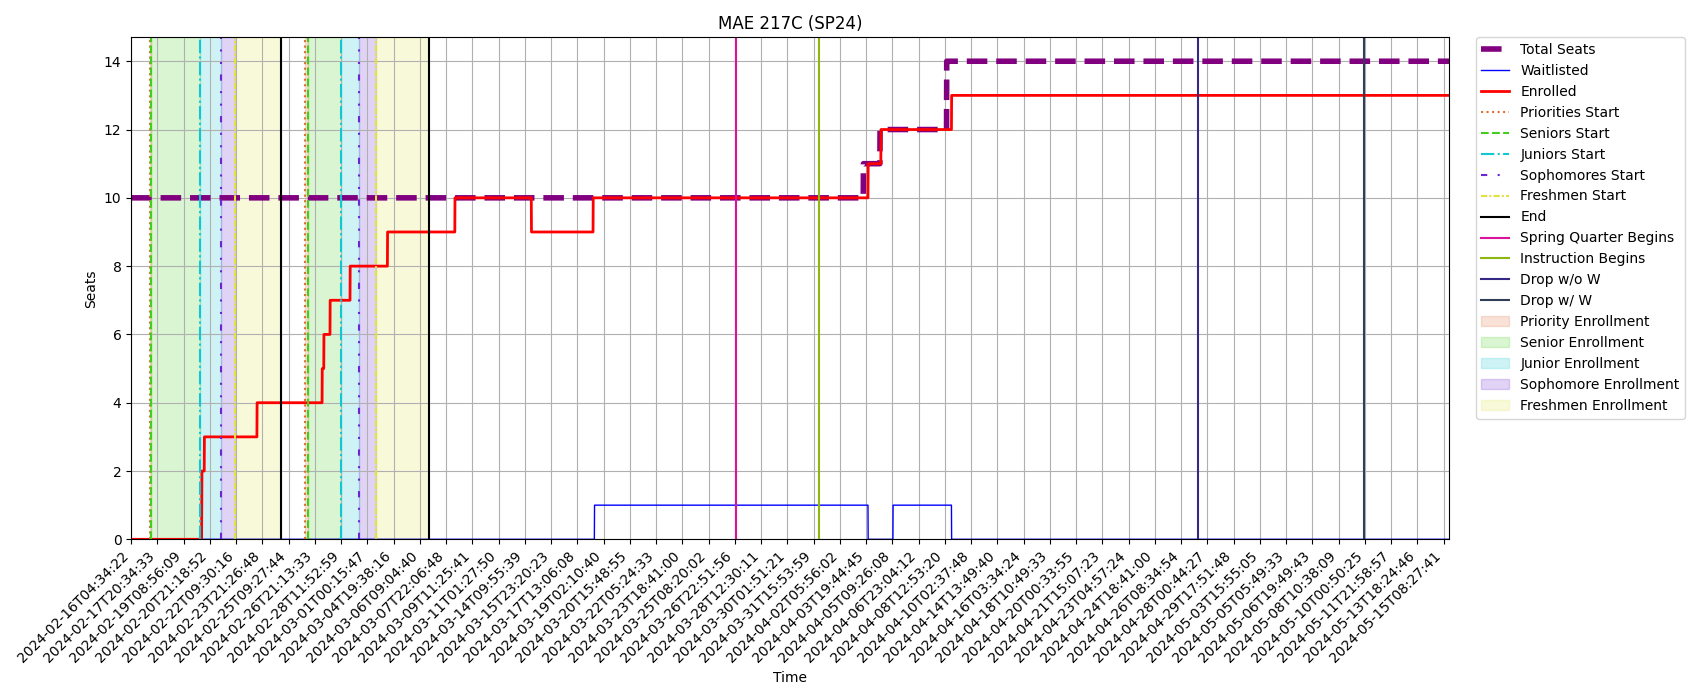 MAE 217C (SP24)
Seats
14
12
10
8
6
4
2
0
2024-02-16T04:34:22
2024-02-17T20:34:33
2024-02-19T08:56:09
2024-02-20T21:18:52
2024-02-22T09:30:16
2024-02-23T21:26:48
2024-02-25T09:27:44
2024-02-26T21:13:33
2024-02-28T11:52:59
2024-03-01T00:15:47
2024-03-04T19:38:16
2024-03-06T09:04:40
2024-03-07T22:06:48
2024-03-09T11:25:41
2024-03-11T01:27:50
2024-03-14T09:55:39
2024-03-15T23:20:23
2024-03-17T13:06:08
2024-03-19T02:10:40
2024-03-20T15:48:55
2024-03-22T05:24:33
2024-03-23T18:41:00
2024-03-25T08:20:02
2024-03-26T22:51:56
2024-03-28T12:30:11
2024-03-30T01:51:21
2024-03-31T15:53:59
2024-04-02T05:56:02
2024-04-03T19:44:45
2024-04-05T09:26:08
2024-04-06T23:04:12
2024-04-08T12:53:20
2024-04-10T02:37:48
2024-04-14T13:49:40
2024-04-16T03:34:24
2024-04-18T10:49:33
2024-04-20T00:53:55
2024-04-21T15:07:23
2024-04-23T04:57:24
2024-04-24T18:41:00
2024-04-26T08:34:54
2024-04-28T00:44:27
2024-04-29T17:51:48
2024-05-03T15:55:05
2024-05-05T05:49:33
2024-05-06T19:49:43
2024-05-08T10:38:09
2024-05-10T00:50:25
2024-05-11T21:58:57
2024-05-13T18:24:46
2024-05-15T08:27:41
Time
Total Seats
Waitlisted
Enrolled
Priorities Start
Seniors Start
Juniors Start
Sophomores Start
Freshmen Start
End
Spring Quarter Begins
Instruction Begins
Drop w/o W
Drop w/ W
Priority Enrollment
Senior Enrollment
Junior Enrollment
Sophomore Enrollment
Freshmen Enrollment